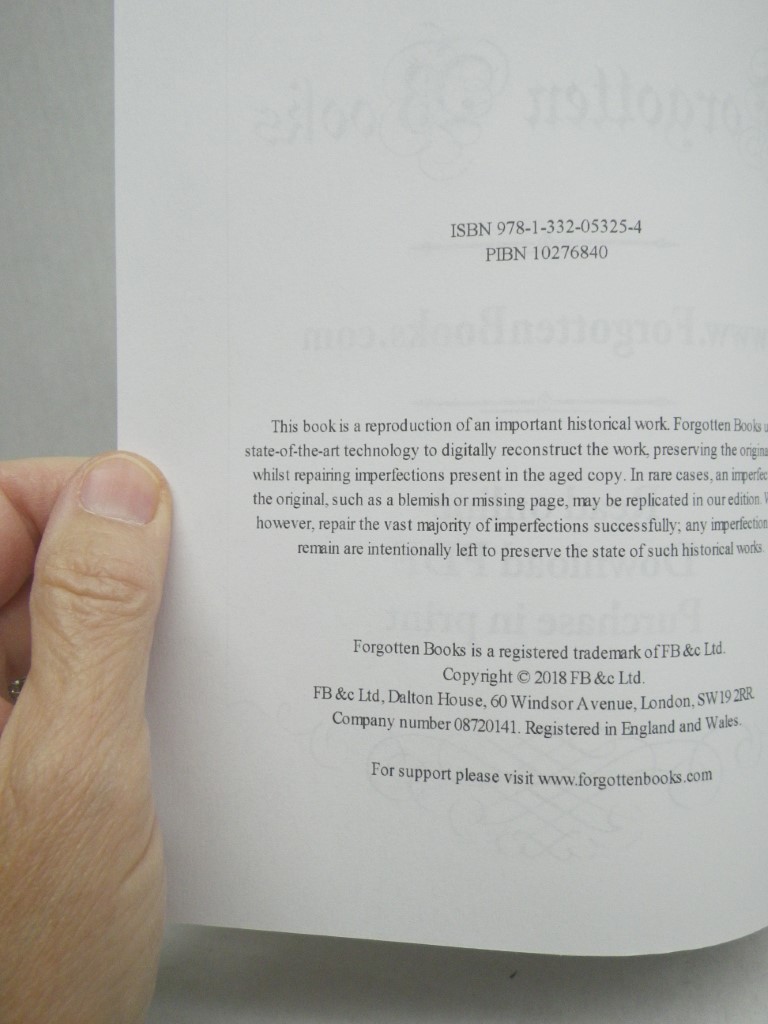 ISBN 978-1-332-05325-4
PIBN 10276840
This book is a reproduction of an important historical work. Forgotten Books
state-of-the-art technology to digitally reconstruct the work, preserving the
whilst repairing imperfections present in the aged copy. In rare cases, an
the original, such as a blemish or missing page, may be replicated in our edition.
however, repair the vast majority of imperfections successfully; any
remain are intentionally left to preserve the state of such historical works.
Forgotten Books is a registered trademark of FB &c Ltd.
Copyright © 2018 FB &c Ltd.
FB &c Ltd, Dalton House, 60 Windsor Avenue, London, SW19 2RR.
Company number 08720141. Registered in England and Wales.
For support please visit www.forgottenbooks.com